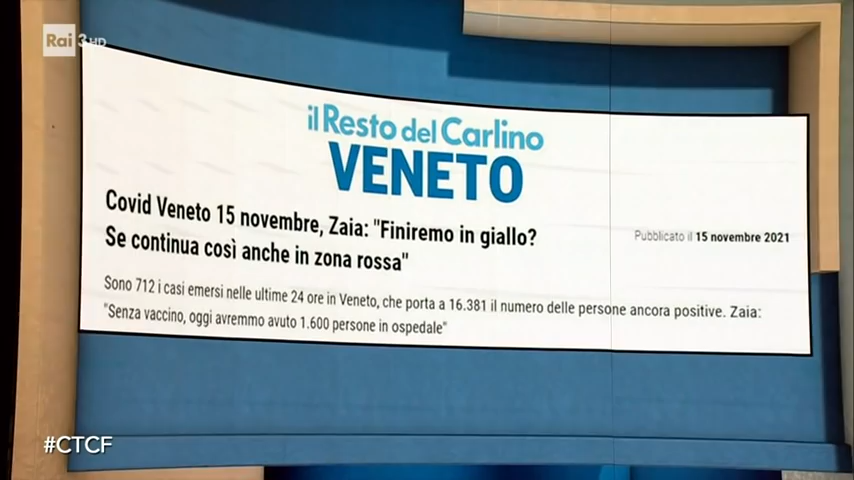 Rai 3 HD
il Resto del Carlino
VENETO
Covid Veneto 15 novembre, Zaia: "Finiremo in giallo?
Se continua così anche in zona rossa"
Pubblicato il 15 novembre 2021
Sono 712 i casi emersi nelle ultime 24 ore in Veneto, che porta a 16.381 il numero delle persone ancora positive. Zaia:
"Senza vaccino, oggi avremmo avuto 1.600 persone in ospedale"
#CTCF